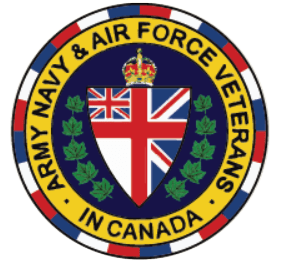 ARMY NAVY & AIR FORCE VETERANS
· IN CANADA ·